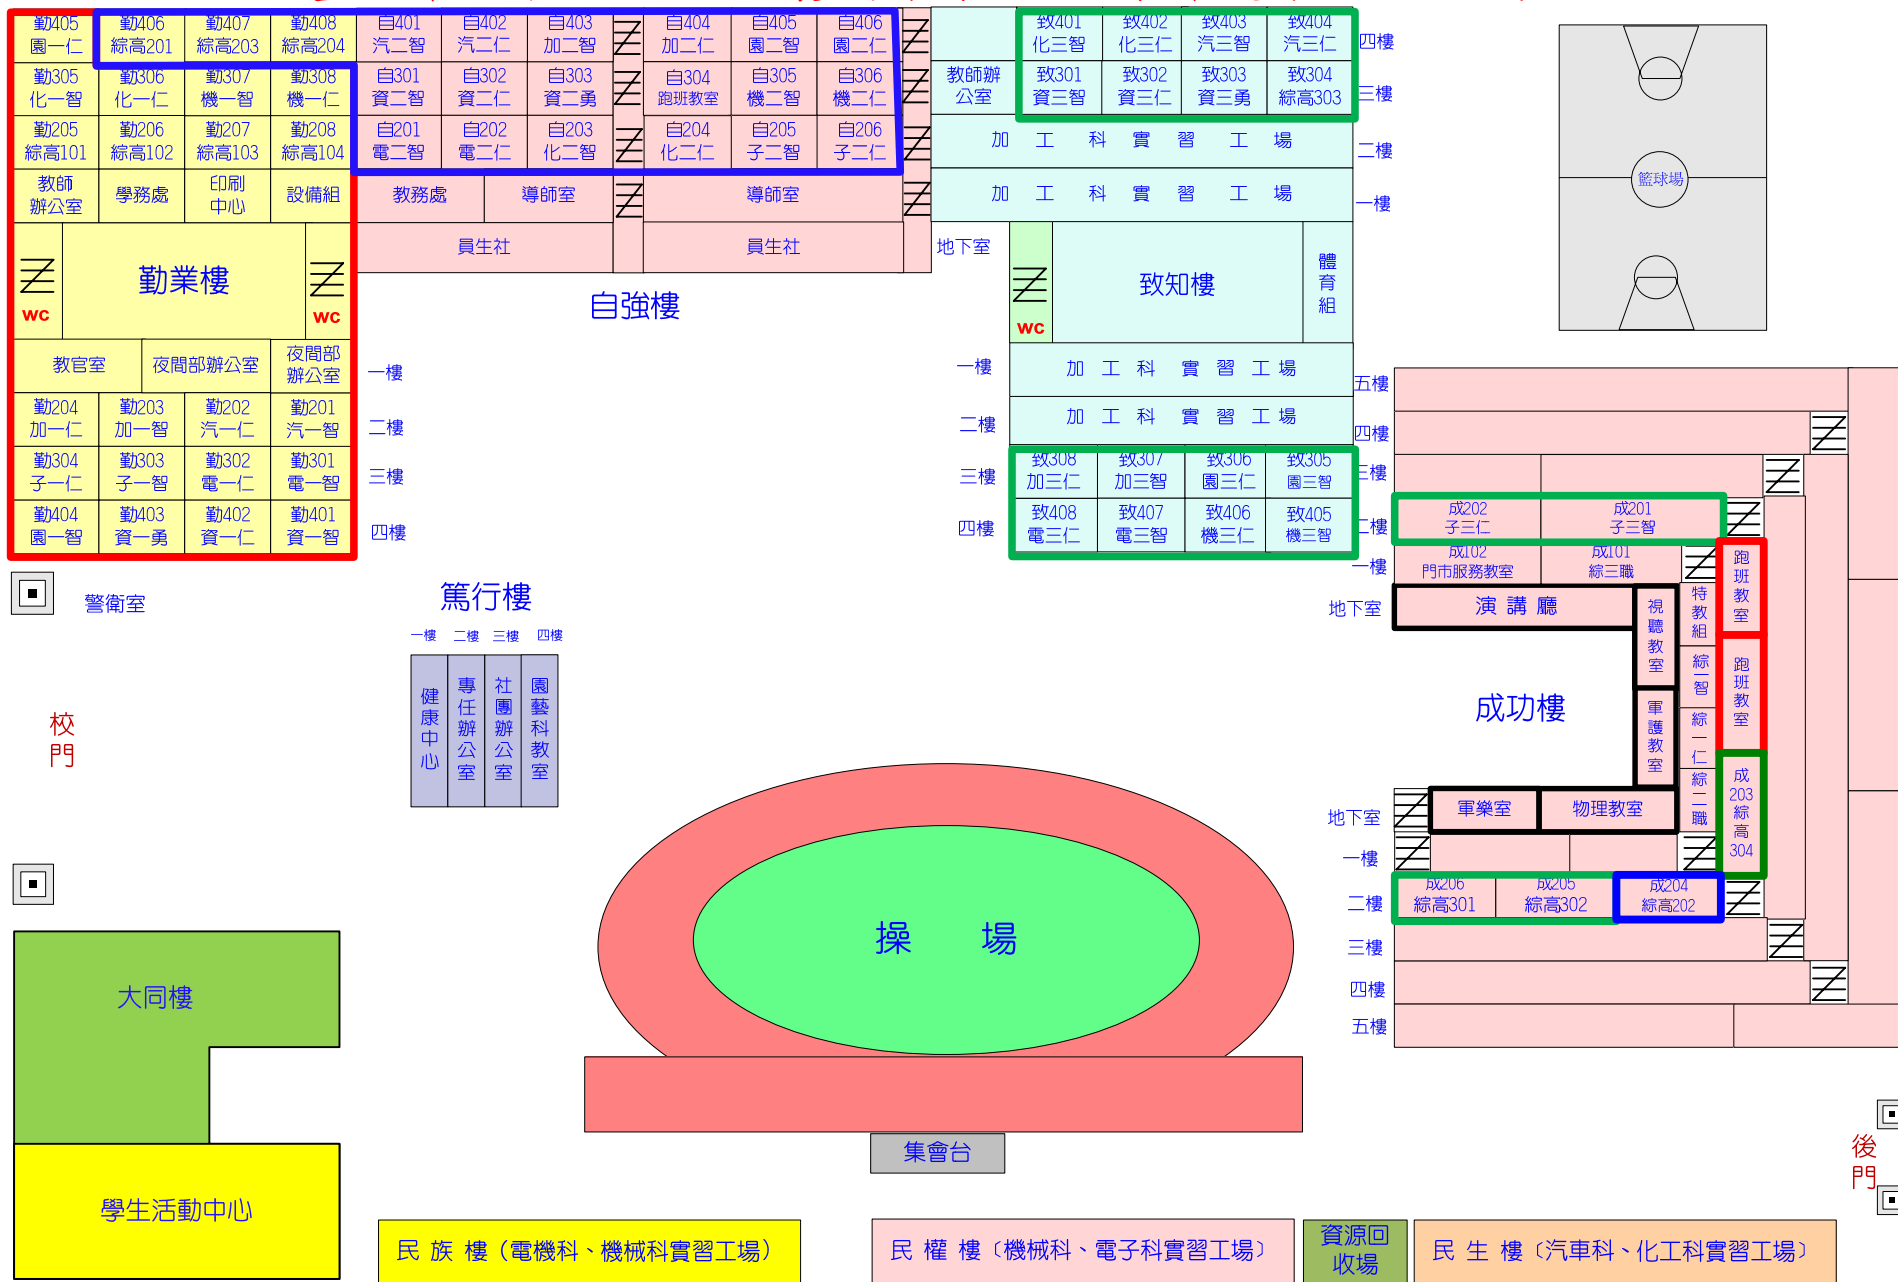 勤405
園一仁
勤406
綜高201
勤407
綜高203
勤408
綜高204
自401
汽二智
自402
汽二仁
自403
加二智
自404
加二仁
自405
園二智
自406
園二仁
致401
化三智
致402
化三仁
致403
汽三智
致404
汽三仁
四樓
勤305
化一智
勤306
化一仁
勤307
機一智
勤308
機一仁
自301
資二智
自302
資二仁
自303
資二勇
自304
跑班教室
自305
機二智
自306
機二仁
教師辦
公室
致301
資三智
致302
資三仁
致303
資三勇
致304
綜高303
三樓
勤205
綜高101
勤206
綜高102
勤207
綜高103
勤208
綜高104
自201
電二智
自202
電二仁
自203
化二智
自204
化二仁
自205
子二智
自206
子二仁
加工科實習工場
二樓
教師
辦公室
學務處
印刷
中心
設備組
教務處
導師室
導師室
加工科實習工場
一樓
籃球場
員生社
員生社
地下室
勤業樓
wc
wc
自強樓
致知樓
wc
體育組
教官室
夜間部辦公室
夜間部
辦公室
一樓
一樓
加工科實習工場
勤204
加一仁
勤203
加一智
勤202
汽一仁
勤201
汽一智
二樓
二樓
加工科實習工場
勤304
子一仁
勤303
子一智
勤302
電一仁
勤301
電一智
三樓
三樓
致308
加三仁
致307
加三智
致306
園三仁
致305
園三智
勤404
園一智
勤403
資一勇
勤402
資一仁
勤401
資一智
四樓
四樓
致408
電三仁
致407
電三智
致406
機三仁
致405
機三智
五樓
四樓
三樓
二樓
成202
子三仁
成201
子三智
一樓
成102
門市服務教室
成101
綜三職
地下室
演講廳
視聽教室
特教組
跑班教室
綜一智
跑班教室
成功樓
軍護教室
綜一仁
綜二職
成203綜高304
地下室
軍樂室
物理教室
一樓
二樓
成206
綜高301
成205
綜高302
成204
綜高202
三樓
四樓
五樓
警衛室
校門
篤行樓
一樓
二樓
三樓
四樓
健康中心
專任辦公室
社團辦公室
園藝科教室
操場
集會台
大同樓
學生活動中心
後門
民族樓（電機科、機械科實習工場）
民權樓（機械科、電子科實習工場）
資源回
收場
民生樓（汽車科、化工科實習工場）